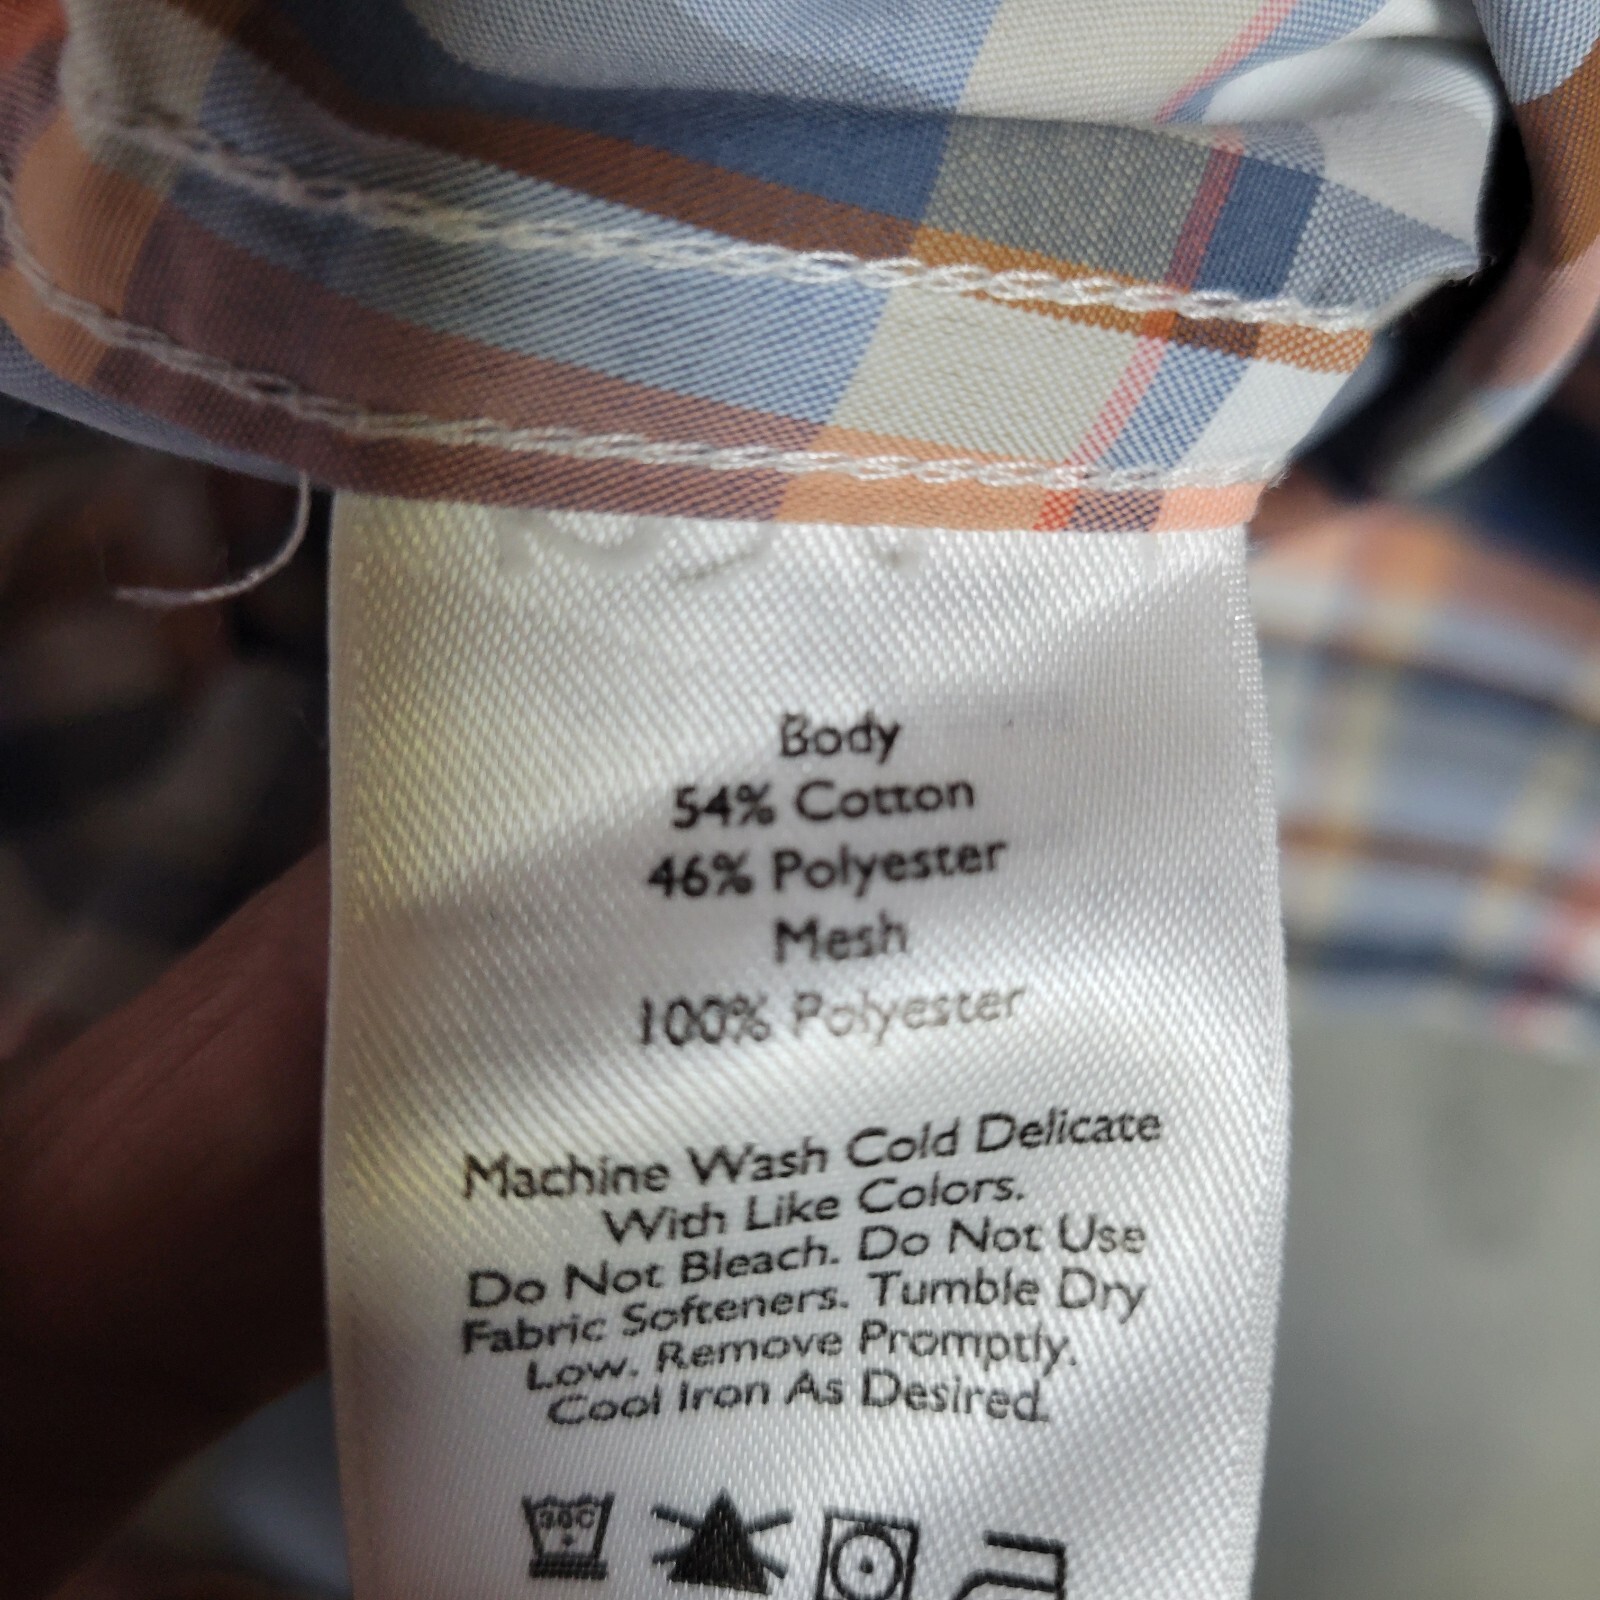 Body
54% Cotton
46% Polyester
Mesh
100% Polyester
Machine Wash Cold Delicate
With Like Colors.
Do Not Bleach. Do Not Use
Fabric Softeners. Tumble Dry
Low. Remove Promptly.
Cool Iron As Desired.
30C